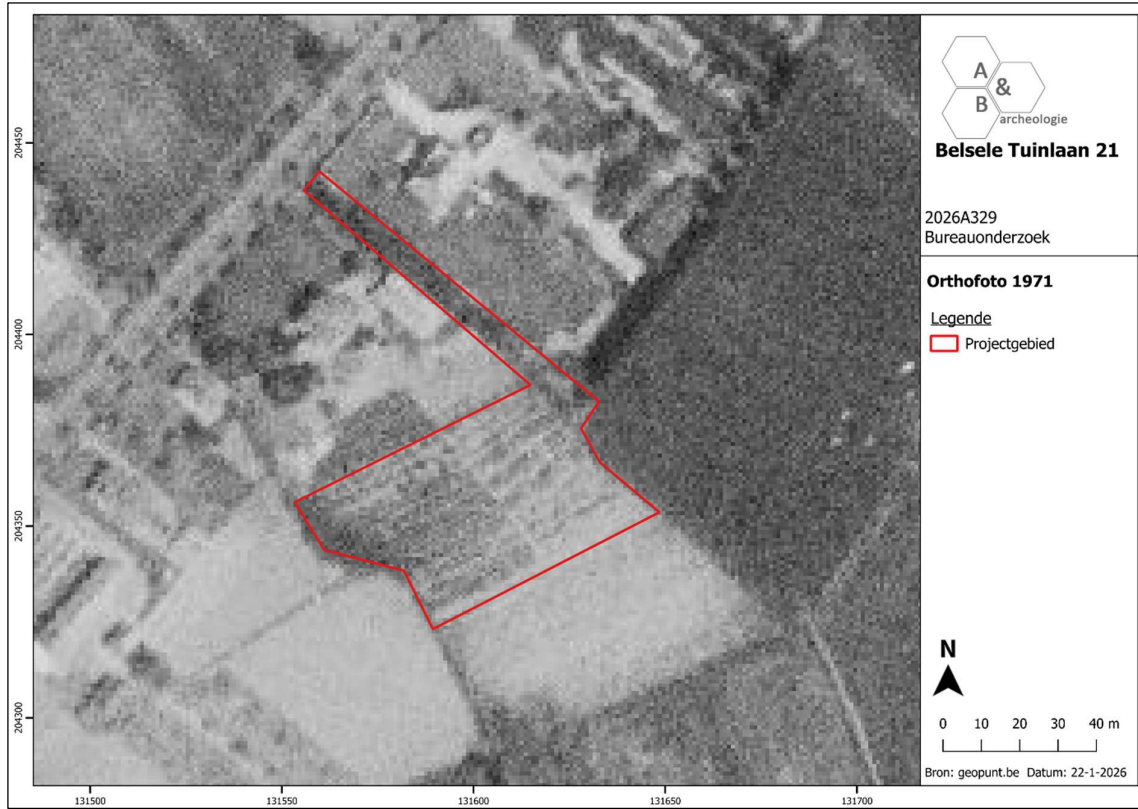 A
&
B
archeologie
Belsele Tuinlaan 21
2026A329
Bureauonderzoek
Orthofoto 1971
Legende
Projectgebied
N
0 10 20 30 40 m
Bron: geopunt.be Datum: 22-1-2026
204450
204400
204350
204300
131500 131550 131600 131650 131700